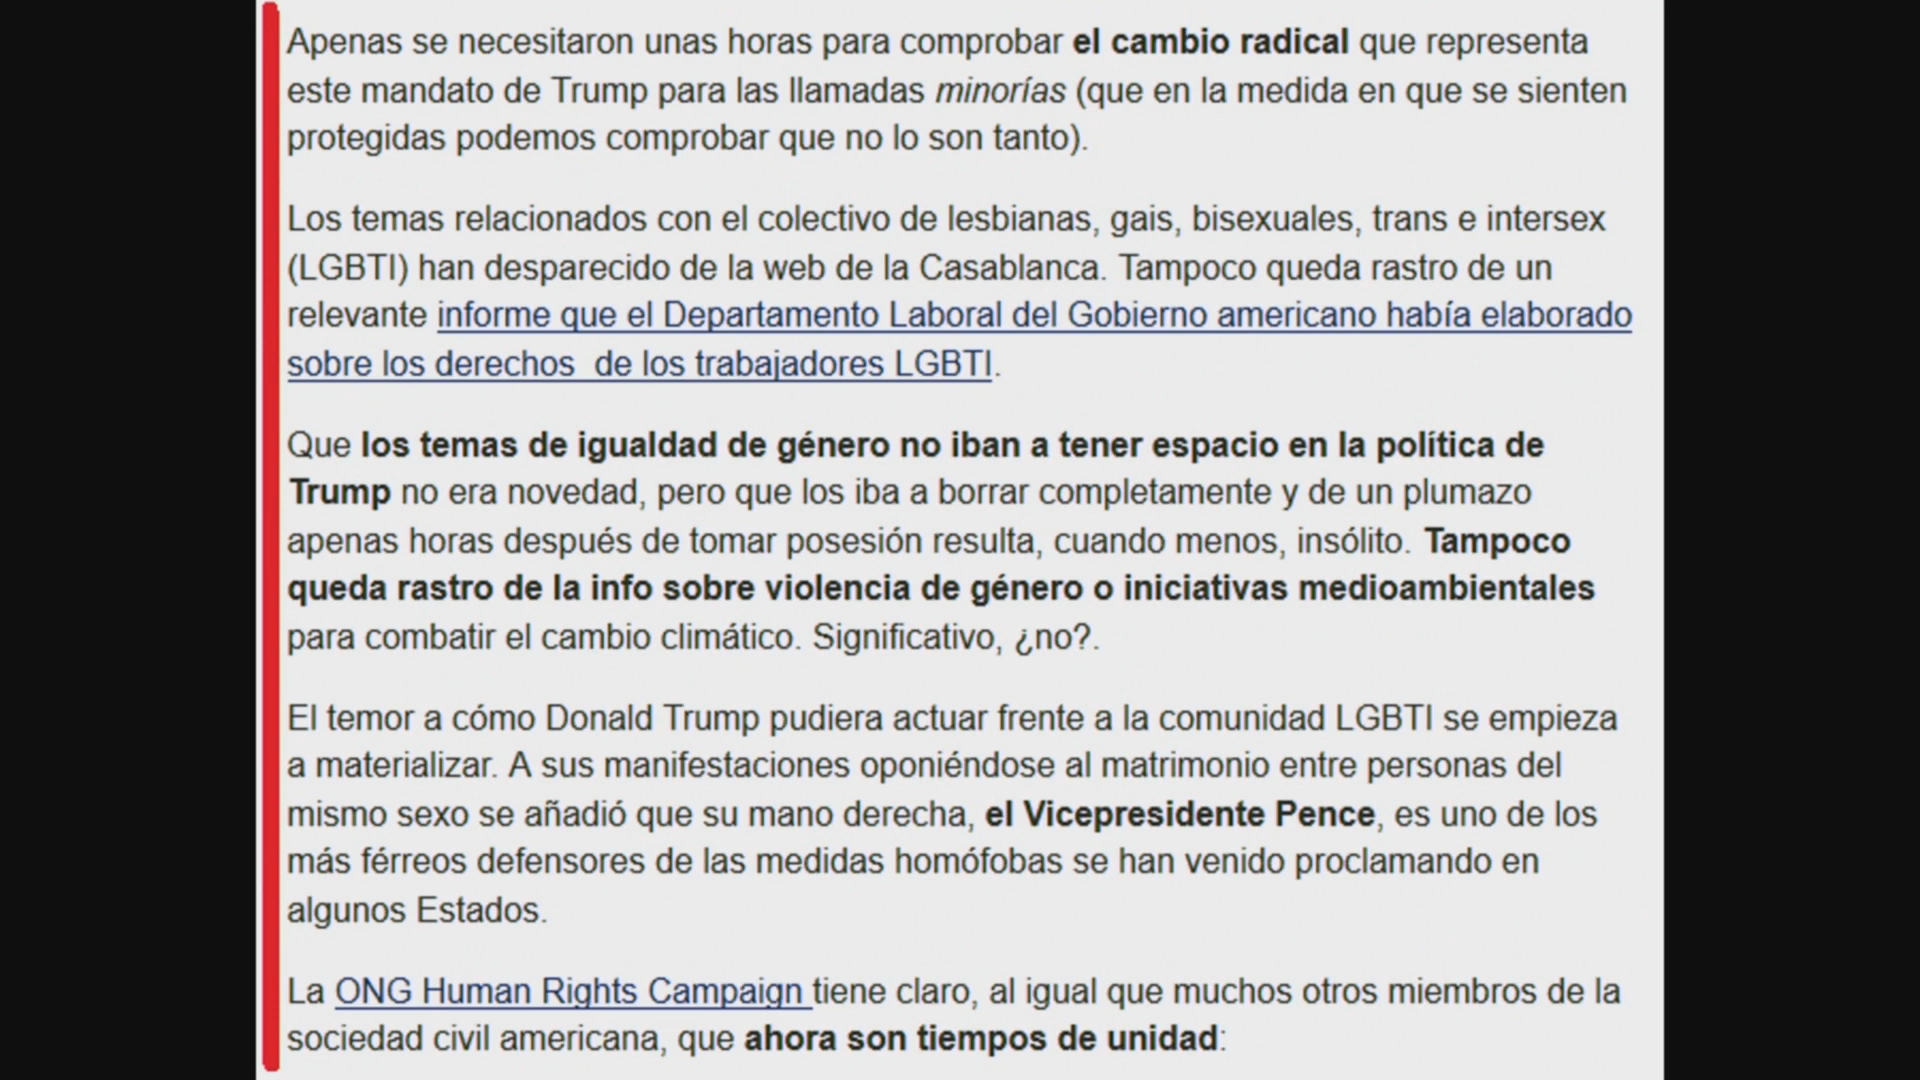 Apenas se necesitaron unas horas para comprobar el cambio radical que representa
este mandato de Trump para las llamadas minorías (que en la medida en que se sienten
protegidas podemos comprobar que no lo son tanto).
Los temas relacionados con el colectivo de lesbianas, gais, bisexuales, trans e intersex
(LGBTI) han desparecido de la web de la Casablanca. Tampoco queda rastro de un
relevante informe que el Departamento Laboral del Gobierno americano había elaborado
sobre los derechos  de los trabajadores LGBTI.
Que los temas de igualdad de género no iban a tener espacio en la política de
Trump no era novedad, pero que los iba a borrar completamente y de un plumazo
apenas horas después de tomar posesión resulta, cuando menos, insólito. Tampoco
queda rastro de la info sobre violencia de género o iniciativas medioambientales
para combatir el cambio climático. Significativo, ¿no?.
El temor a cómo Donald Trump pudiera actuar frente a la comunidad LGBTI se empieza
a materializar. A sus manifestaciones oponiéndose al matrimonio entre personas del
mismo sexo se añadió que su mano derecha, el Vicepresidente Pence, es uno de los
más férreos defensores de las medidas homófobas se han venido proclamando en
algunos Estados.
La ONG Human Rights Campaign tiene claro, al igual que muchos otros miembros de la
sociedad civil americana, que ahora son tiempos de unidad: